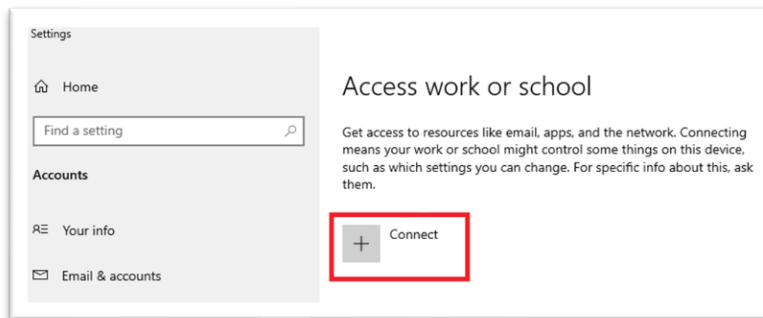 Settings
Home
Find a setting
Accounts
Your info
Email & accounts
Access work or school
Get access to resources like email, apps, and the network. Connecting
means your work or school might control some things on this device,
such as which settings you can change. For specific info about this, ask
them.
Connect